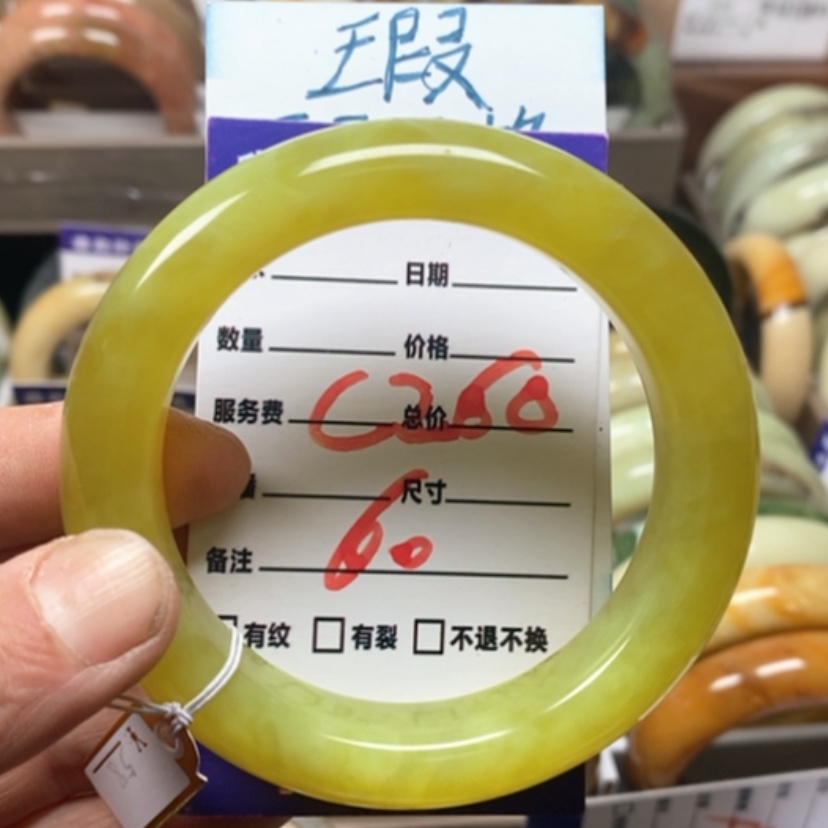 瑕
日期
数量 价格
服务费 C260 总价
尺寸
60
备注
有纹 有裂 不退不换